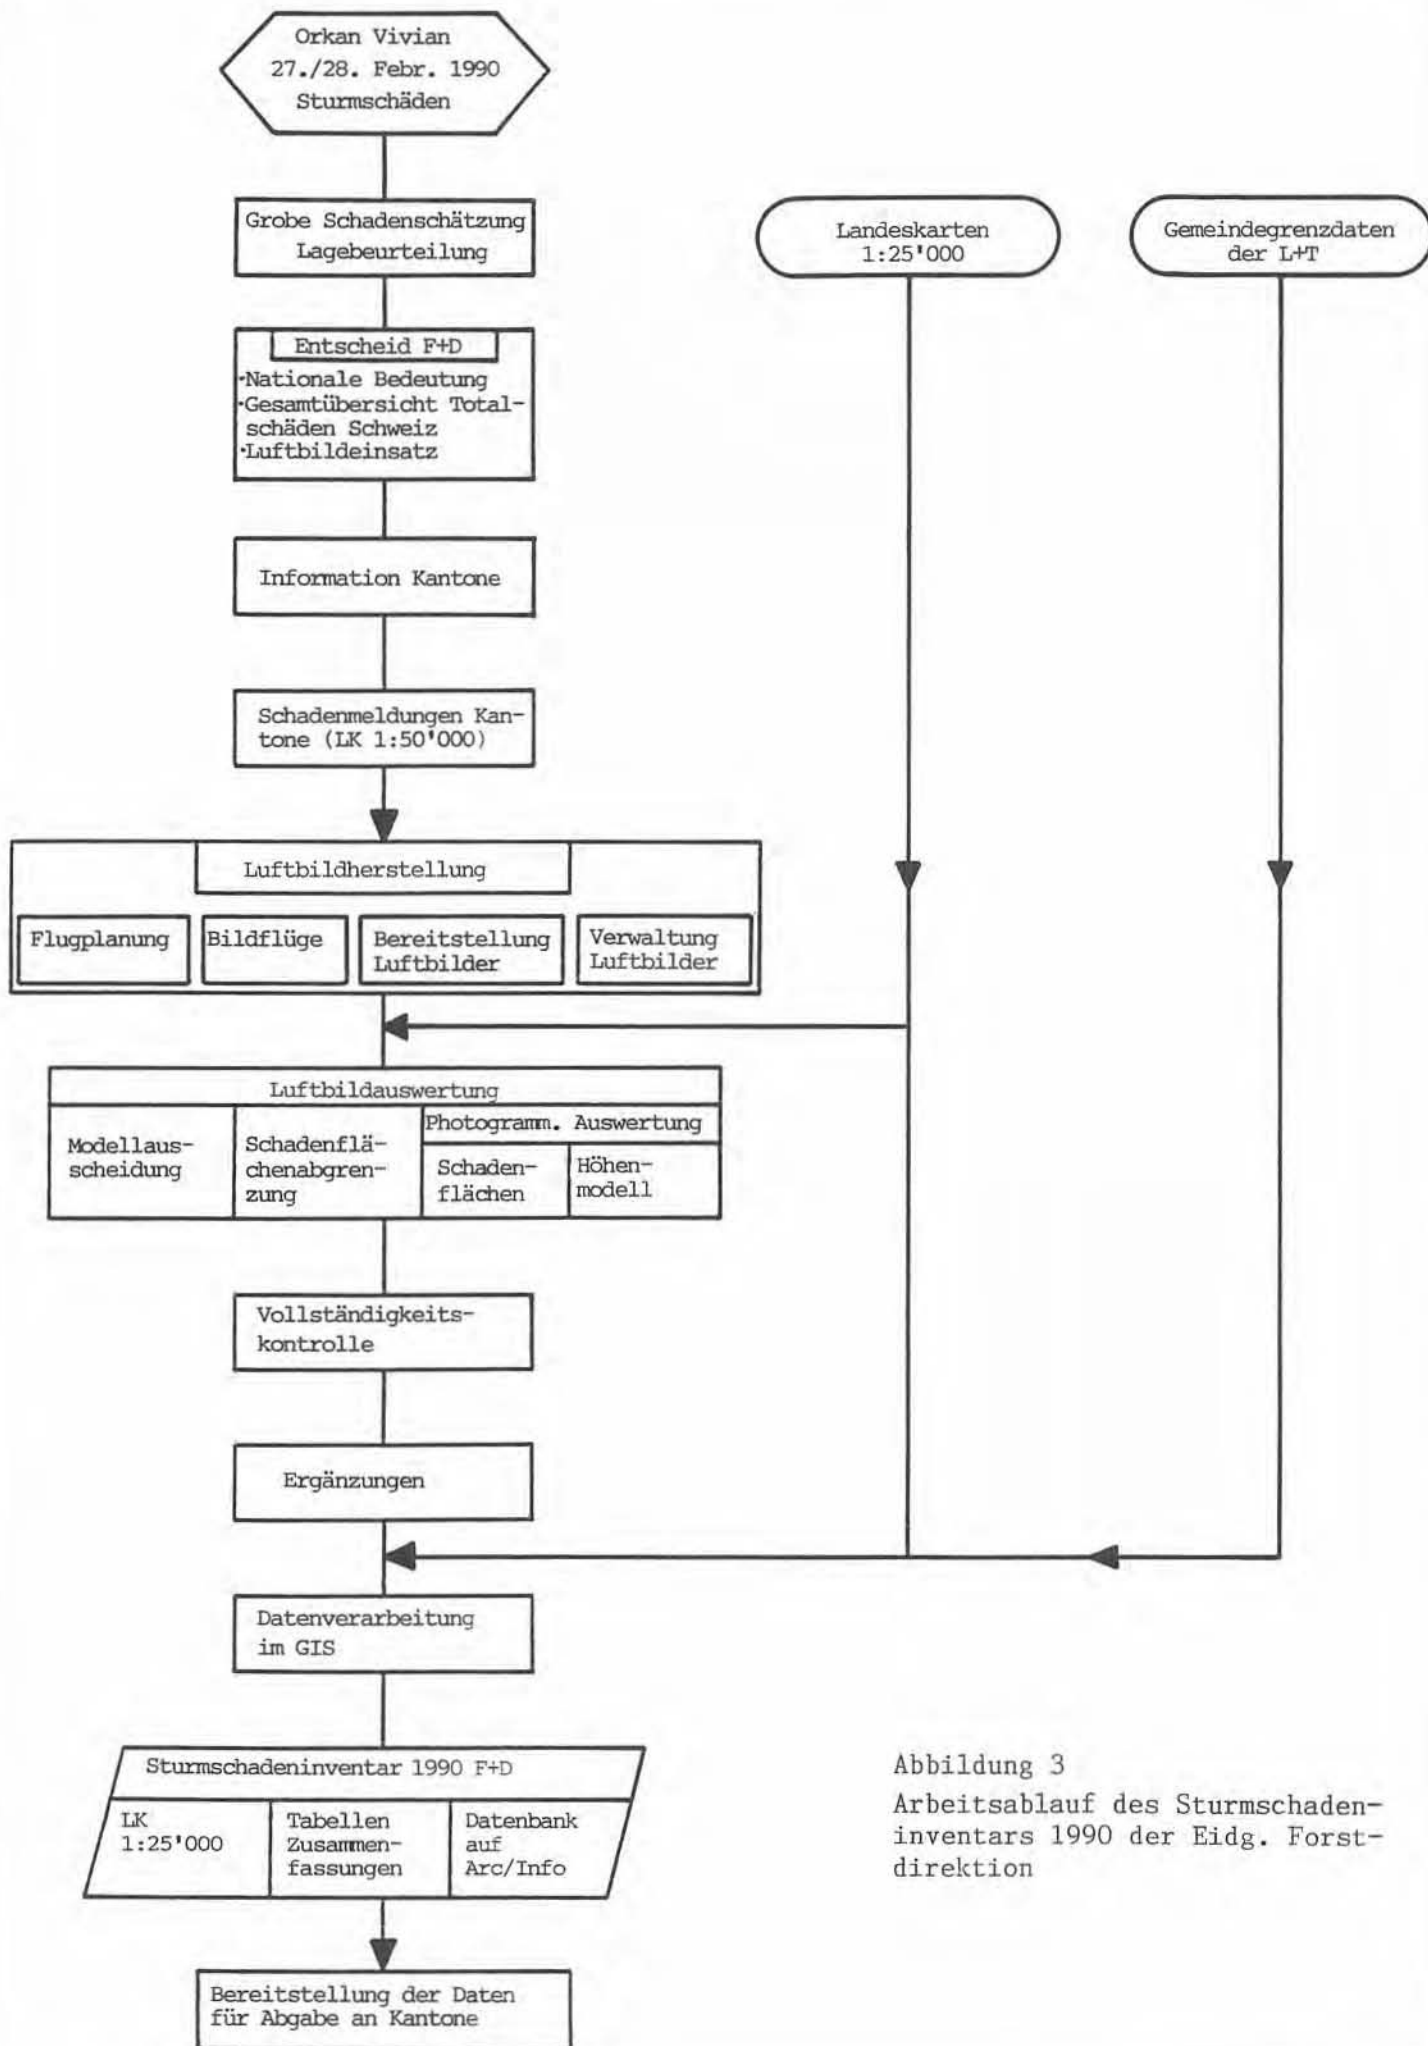 Orkan Vivian
27./28. Febr. 1990
Sturmschäden
Grobe Schadenschätzung
Lagebeurteilung
Landeskarten
1:25'000
Gemeindegrenzdaten
der L+T
Entscheid F+D
·Nationale Bedeutung
·Gesamtübersicht Total-
schäden Schweiz
·Luftbildeinsatz
Information Kantone
Schadenmeldungen Kan-
tone (LK 1:50'000)
Luftbildherstellung
Flugplanung
Bildflüge
Bereitstellung
Luftbilder
Verwaltung
Luftbilder
Luftbildauswertung
Modellaus-
scheidung
Schadenflä-
chenabgren-
zung
Photogramm. Auswertung
Schaden-
flächen
Höhen-
modell
Vollständigkeits-
kontrolle
Ergänzungen
Datenverarbeitung
im GIS
Sturmschadeninventar 1990 F+D
LK
1:25'000
Tabellen
Zusammen-
fassungen
Datenbank
auf
Arc/Info
Bereitstellung der Daten
für Abgabe an Kantone
Abbildung 3
Arbeitsablauf des Sturmschaden-
inventars 1990 der Eidg. Forst-
direktion